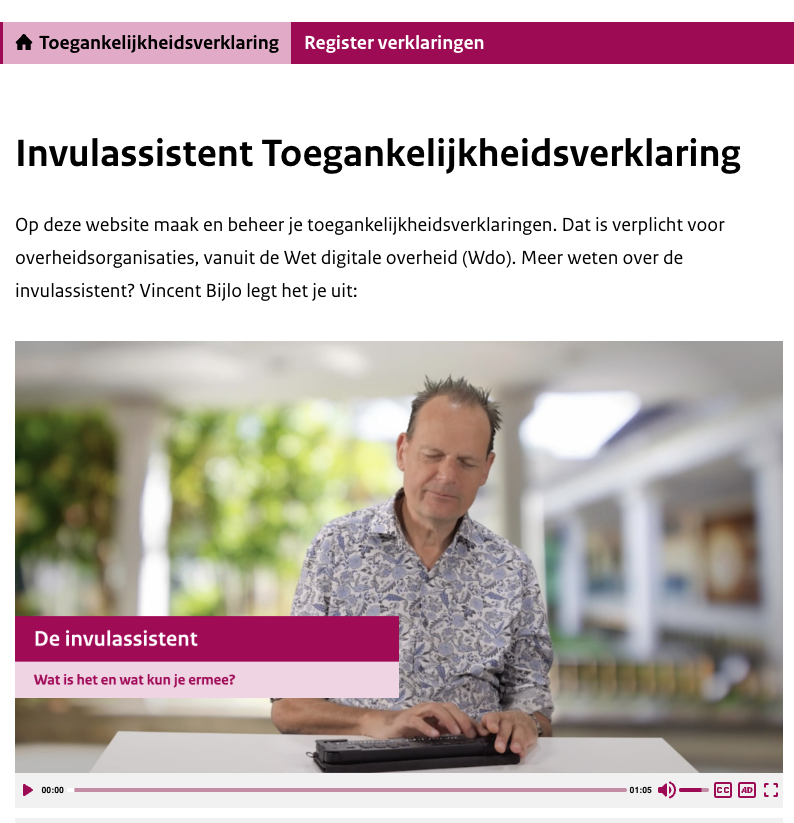 Toegankelijkheidsverklaring Register verklaringen
Invulassistent Toegankelijkheidsverklaring
Op deze website maak en beheer je toegankelijkheidsverklaringen. Dat is verplicht voor
overheidsorganisaties, vanuit de Wet digitale overheid (Wdo). Meer weten over de
invulassistent? Vincent Bijlo legt het je uit:
De invulassistent
Wat is het en wat kun je ermee?
00:00 01:05 CC AD